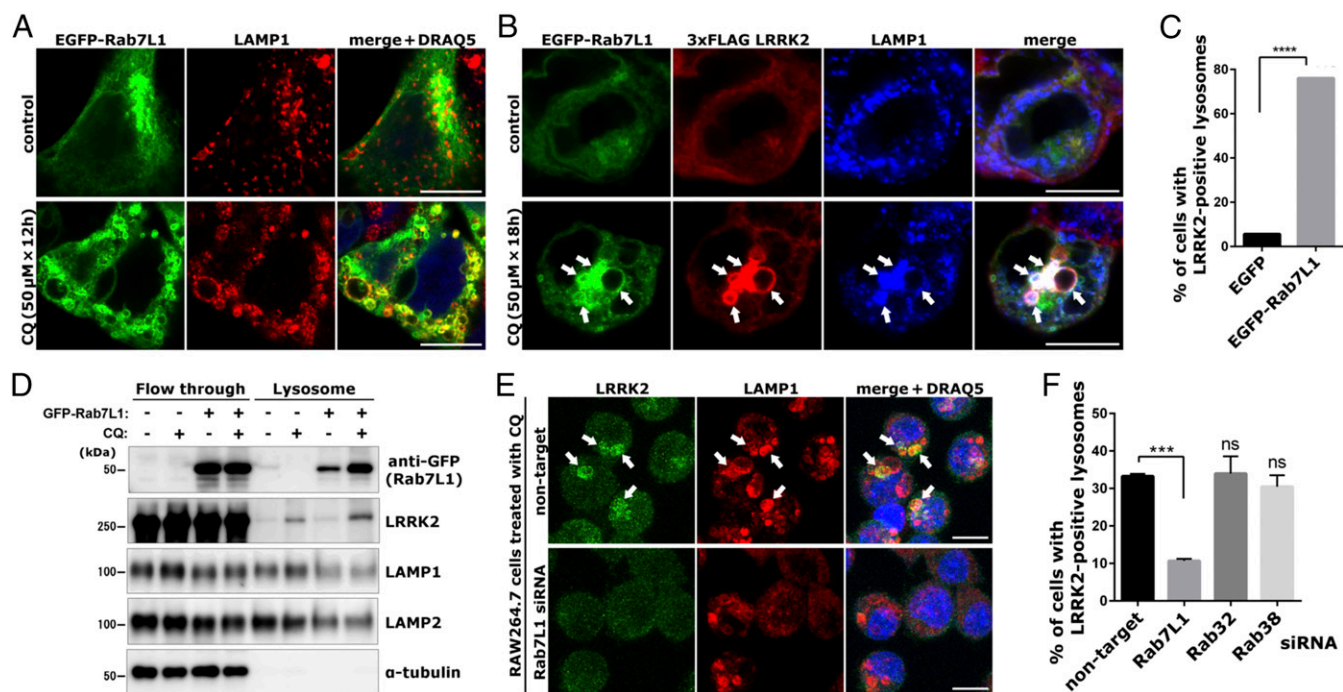 A
EGFP-Rab7L1 LAMP1 merge+DRAQ5
control
CQ (50 μM × 12h)
B
EGFP-Rab7L1 3xFLAG LRRK2 LAMP1 merge
control
CQ (50 μM × 18h)
C
% of cells with
LRRK2-positive lysosomes
80
60
40
20
0
****
EGFP
EGFP-Rab7L1
D
Flow through Lysosome
GFP-Rab7L1: - - + + - - + +
CQ: - + - + - + - +
(kDa)
50
anti-GFP
(Rab7L1)
250
LRRK2
100
LAMP1
100
LAMP2
50
α-tubulin
E
LRRK2 LAMP1 merge+DRAQ5
RAW264.7 cells treated with CQ
non-target
Rab7L1 siRNA
F
% of cells with
LRRK2-positive lysosomes
50
40
30
20
10
0
***
ns
ns
non-target
Rab7L1
Rab32
Rab38
siRNA